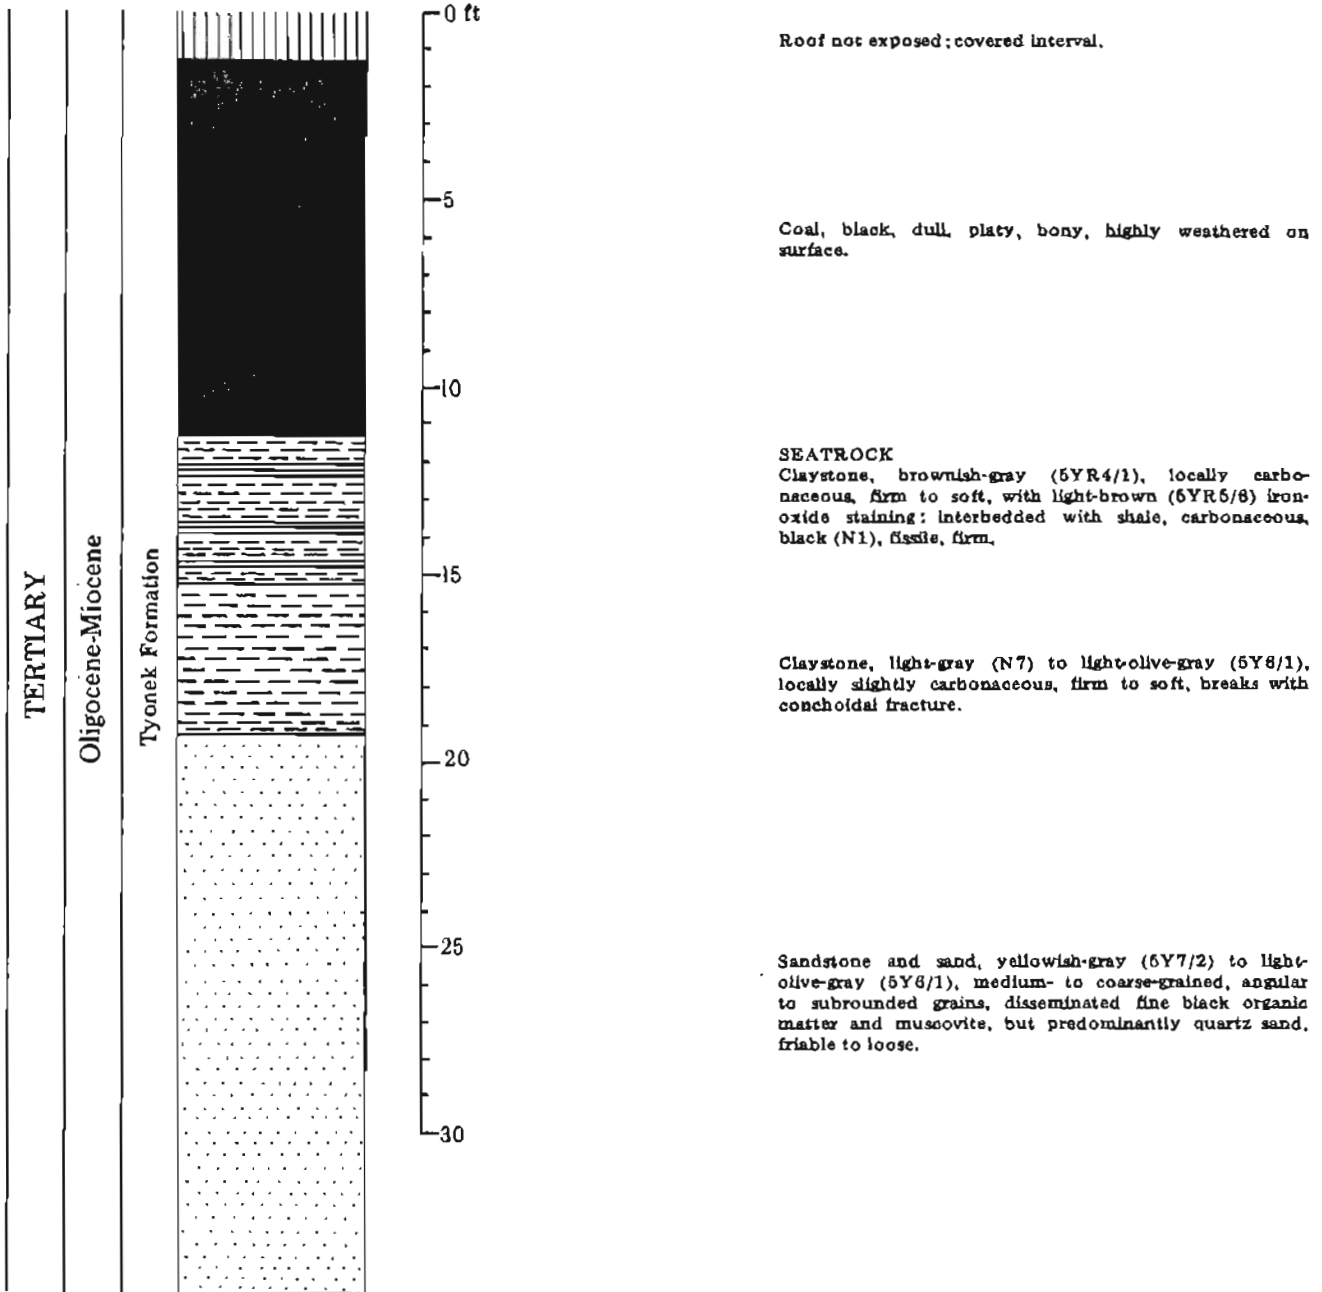 TERTIARY
Oligocene-Miocene
Tyonek Formation
0 ft
5
10
15
20
25
30
Roof not exposed; covered interval.
Coal, black, dull, platy, bony, highly weathered on
surface.
SEATROCK
Claystone, brownish-gray (5YR4/1), locally carbo-
naceous, firm to soft, with light-brown (5YR5/6) iron-
oxide staining; interbedded with shale, carbonaceous,
black (N1), fissile, firm.
Claystone, light-gray (N7) to light-olive-gray (5Y6/1),
locally slightly carbonaceous, firm to soft, breaks with
conchoidal fracture.
Sandstone and sand, yellowish-gray (5Y7/2) to light-
olive-gray (5Y6/1), medium- to coarse-grained, angular
to subrounded grains, disseminated fine black organic
matter and muscovite, but predominantly quartz sand,
friable to loose.